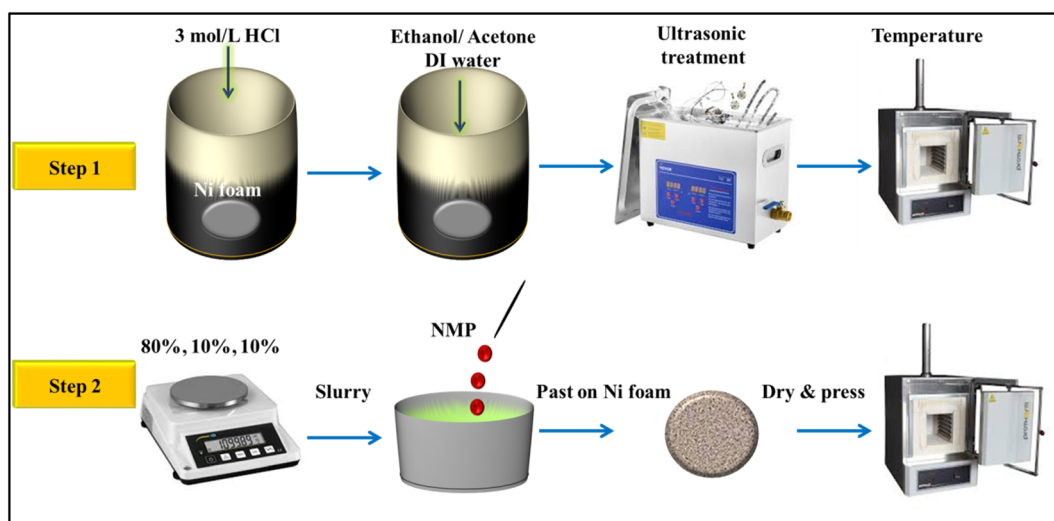 3 mol/L HCl
Ethanol/ Acetone
DI water
Ultrasonic
treatment
Temperature
Step 1
Ni foam
80%, 10%, 10%
NMP
Step 2
Slurry
Past on Ni foam
Dry & press